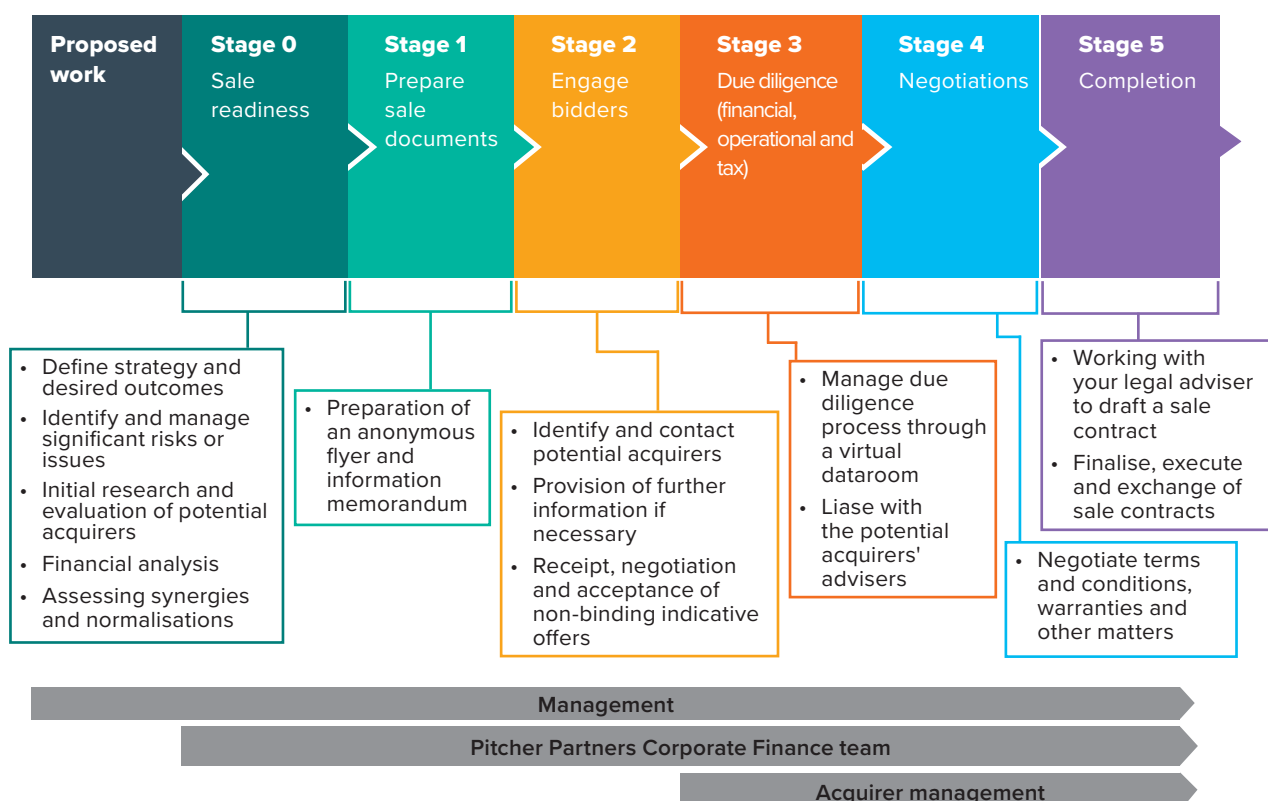 Proposed
work
Stage 0
Sale
readiness
Stage 1
Prepare
sale
documents
Stage 2
Engage
bidders
Stage 3
Due diligence
(financial,
operational and
tax)
Stage 4
Negotiations
Stage 5
Completion
• Define strategy and
desired outcomes
• Identify and manage
significant risks or
issues
• Initial research and
evaluation of potential
acquirers
• Financial analysis
• Assessing synergies
and normalisations
• Preparation of
an anonymous
flyer and
information
memorandum
• Identify and contact
potential acquirers
• Provision of further
information if
necessary
• Receipt, negotiation
and acceptance of
non-binding indicative
offers
• Manage due
diligence
process through
a virtual
dataroom
• Liase with
the potential
acquirers'
advisers
• Negotiate terms
and conditions,
warranties and
other matters
• Working with
your legal adviser
to draft a sale
contract
• Finalise, execute
and exchange of
sale contracts
Management
Pitcher Partners Corporate Finance team
Acquirer management